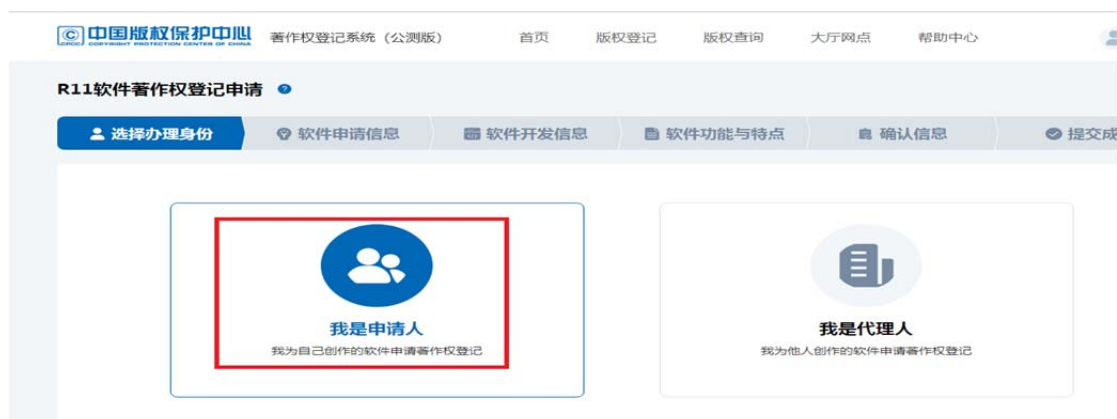 中国版权保护中心 著作权登记系统（公测版） 首页 版权登记 版权查询 大厅网点 帮助中心
CPCC COPYRIGHT PROTECTION CENTER OF CHINA
R11软件著作权登记申请
选择办理身份 软件申请信息 软件开发信息 软件功能与特点 确认信息 提交成
我是申请人 我是代理人
我为自己创作的软件申请著作权登记 我为他人创作的软件申请著作权登记